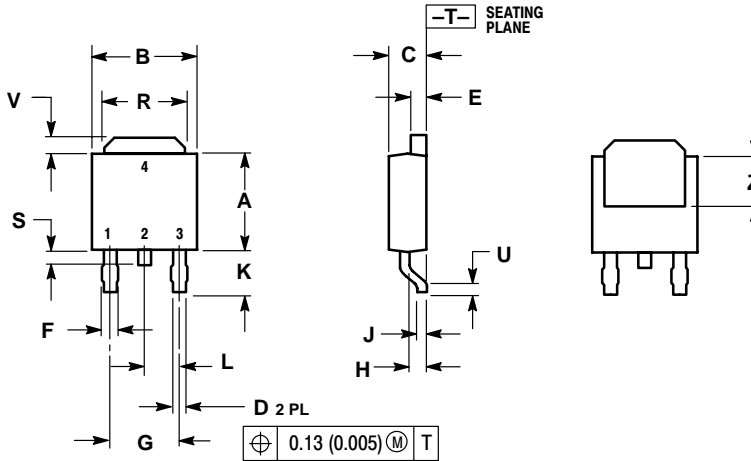 –T– SEATING
PLANE
B
C
V
R
E
4
A
Z
S
1 2 3
K
U
F
J
L
H
D 2 PL
G
⌖ 0.13 (0.005) Ⓜ T